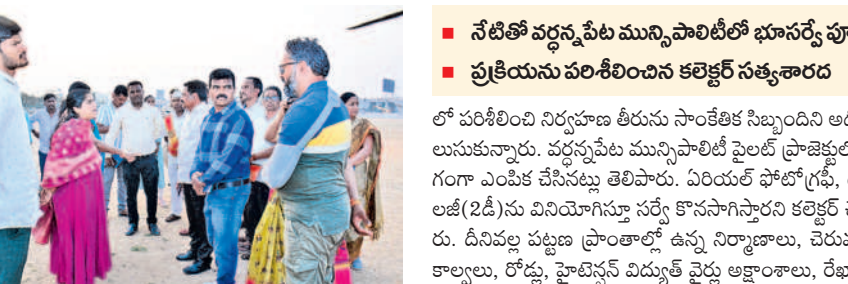 నేటితో వర్ధన్నపేట మున్సిపాలిటీలో భూసర్వే
ప్రక్రియను పరిశీలించిన కలెక్టర్ సత్యశారద
లో పరిశీలించి నిర్వహణ తీరును సాంకేతిక సిబ్బందిని
లుసుకున్నారు. వర్ధన్నపేట మున్సిపాలిటీ పైలట్ ప్రాజెక్టులో
గంగా ఎంపిక చేసినట్లు తెలిపారు. ఏరియల్ ఫోటోగ్రఫీ,
లజీ(2డీ)ను వినియోగిస్తూ సర్వే కొనసాగిస్తారని కలెక్టర్
రు. దీనివల్ల పట్టణ ప్రాంతాల్లో ఉన్న నిర్మాణాలు,
కాల్వలు, రోడ్లు, హైటెన్షన్ విద్యుత్ వైర్లు అక్షాంశాలు,